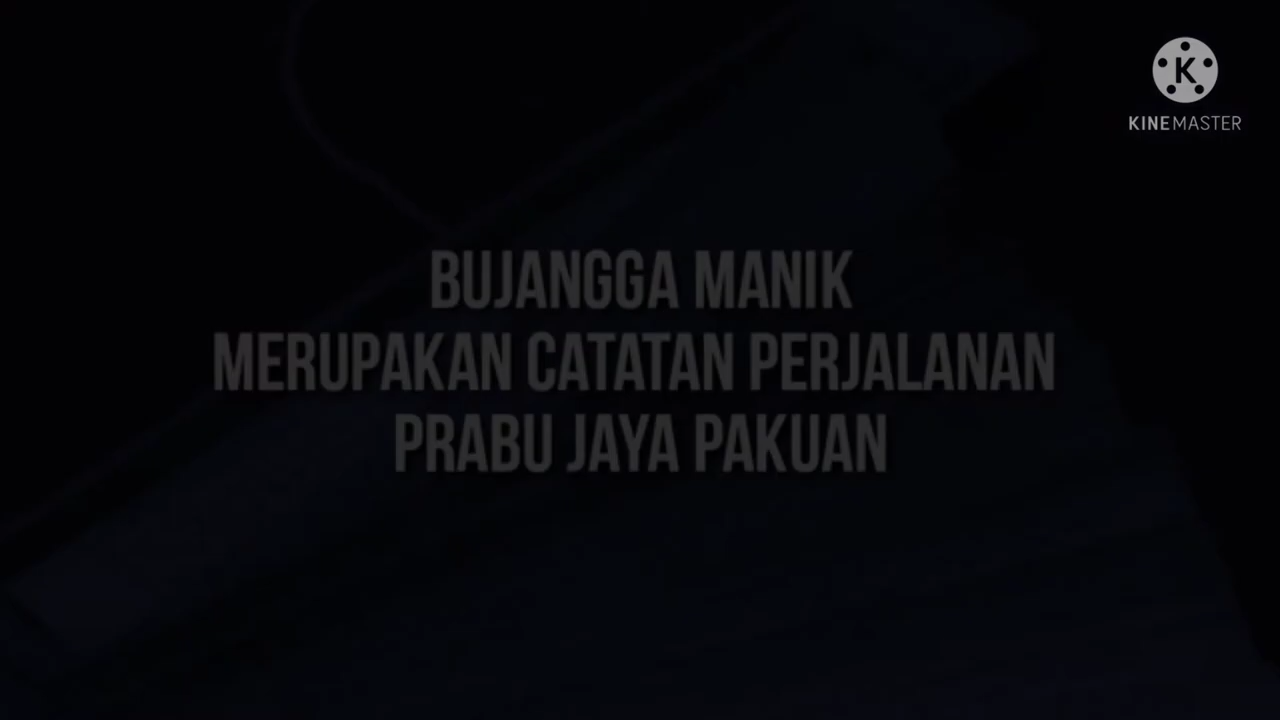 KINEMASTER
BUJANGGA MANIK
MERUPAKAN CATATAN PERJALANAN
PRABU JAYA PAKUAN